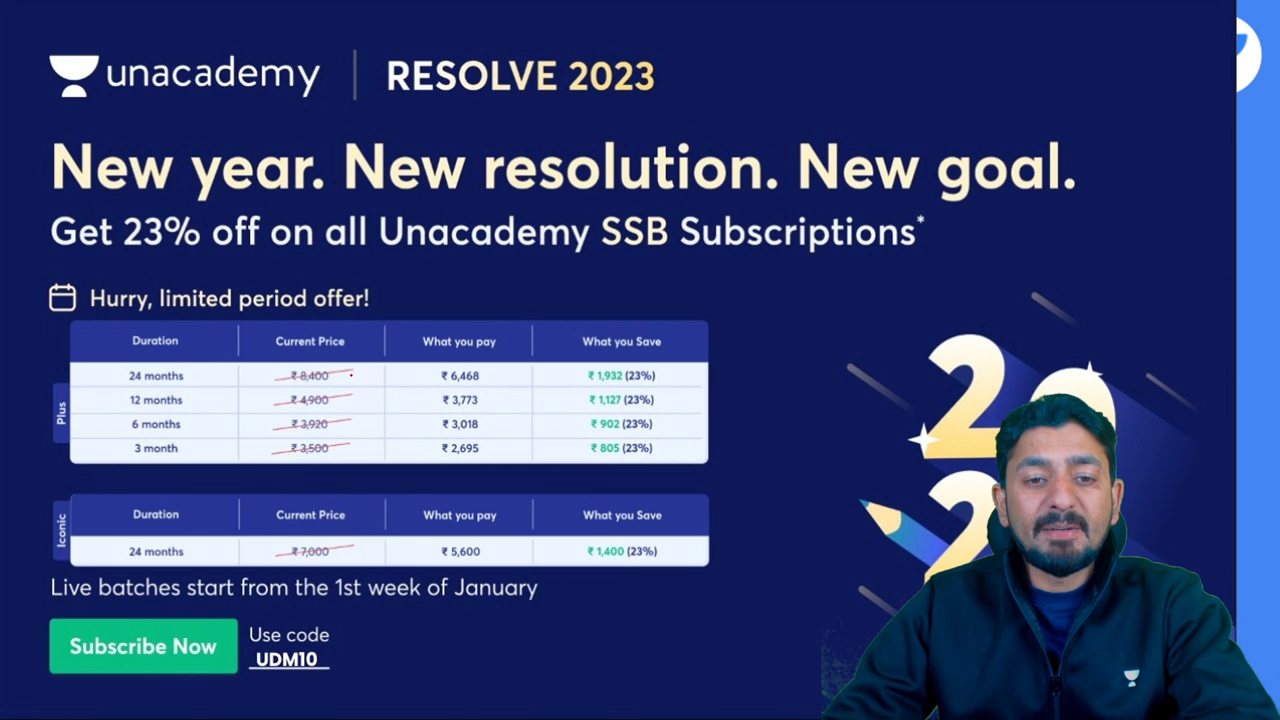 unacademy | RESOLVE 2023
New year. New resolution. New goal.
Get 23% off on all Unacademy SSB Subscriptions*
Hurry, limited period offer!
Duration Current Price What you pay What you Save
Plus
24 months ₹ 8,400 ₹ 6,468 ₹ 1,932 (23%)
12 months ₹ 4,900 ₹ 3,773 ₹ 1,127 (23%)
6 months ₹ 3,920 ₹ 3,018 ₹ 902 (23%)
3 month ₹ 3,500 ₹ 2,695 ₹ 805 (23%)
Iconic
Duration Current Price What you pay What you Save
24 months ₹ 7,000 ₹ 5,600 ₹ 1,400 (23%)
Live batches start from the 1st week of January
Subscribe Now
Use code
UDM10
20
2